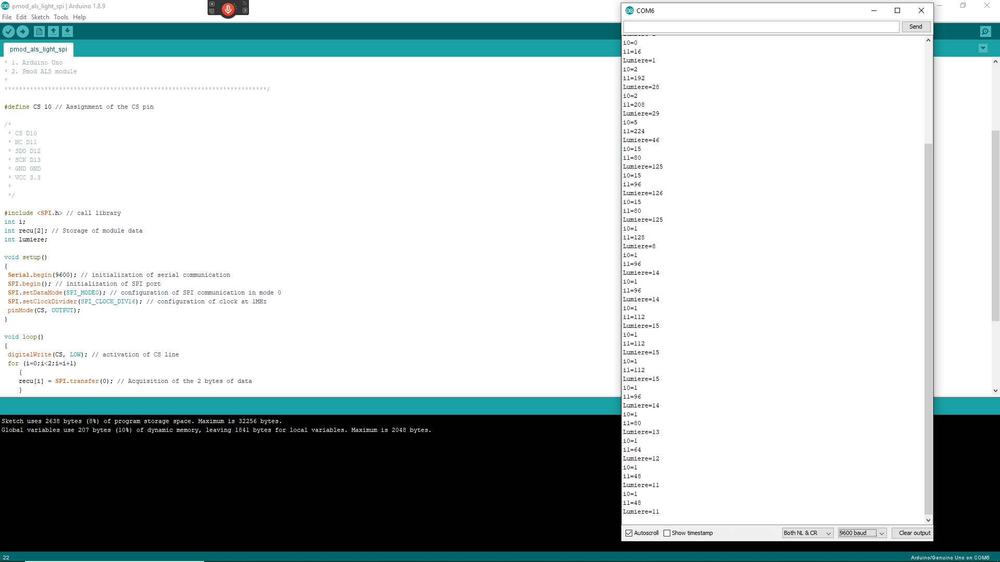 pmod_als_light_spi | Arduino 1.8.9
File Edit Sketch Tools Help
pmod_als_light_spi
* 1. Arduino Uno
* 2. Pmod ALS module
*
************************************************************************/
#define CS 10 // Assignment of the CS pin
/*
* CS D10
* NC D11
* SDO D12
* SCK D13
* GND GND
* VCC 3.3
*
*/
#include <SPI.h> // call library
int i;
int recu[2]; // Storage of module data
int lumiere;
void setup()
{
Serial.begin(9600); // initialization of serial communication
SPI.begin(); // initialization of SPI port
SPI.setDataMode(SPI_MODE0); // configuration of SPI communication in mode 0
SPI.setClockDivider(SPI_CLOCK_DIV16); // configuration of clock at 1MHz
pinMode(CS, OUTPUT);
}
void loop()
{
digitalWrite(CS, LOW); // activation of CS line
for (i=0;i<2;i=i+1)
{
recu[i] = SPI.transfer(0); // Acquisition of the 2 bytes of data
}
Sketch uses 2638 bytes (8%) of program storage space. Maximum is 32256 bytes.
Global variables use 207 bytes (10%) of dynamic memory, leaving 1841 bytes for local variables. Maximum is 2048 bytes.
22
Arduino/Genuino Uno on COM6
COM6
Send
i0=0
i1=16
Lumiere=1
i0=2
i1=192
Lumiere=28
i0=2
i1=208
Lumiere=29
i0=5
i1=224
Lumiere=46
i0=15
i1=80
Lumiere=125
i0=15
i1=96
Lumiere=126
i0=15
i1=80
Lumiere=125
i0=1
i1=128
Lumiere=8
i0=1
i1=96
Lumiere=14
i0=1
i1=96
Lumiere=14
i0=1
i1=112
Lumiere=15
i0=1
i1=112
Lumiere=15
i0=1
i1=112
Lumiere=15
i0=1
i1=96
Lumiere=14
i0=1
i1=80
Lumiere=13
i0=1
i1=64
Lumiere=12
i0=1
i1=48
Lumiere=11
i0=1
i1=48
Lumiere=11
Autoscroll Show timestamp Both NL & CR 9600 baud Clear output